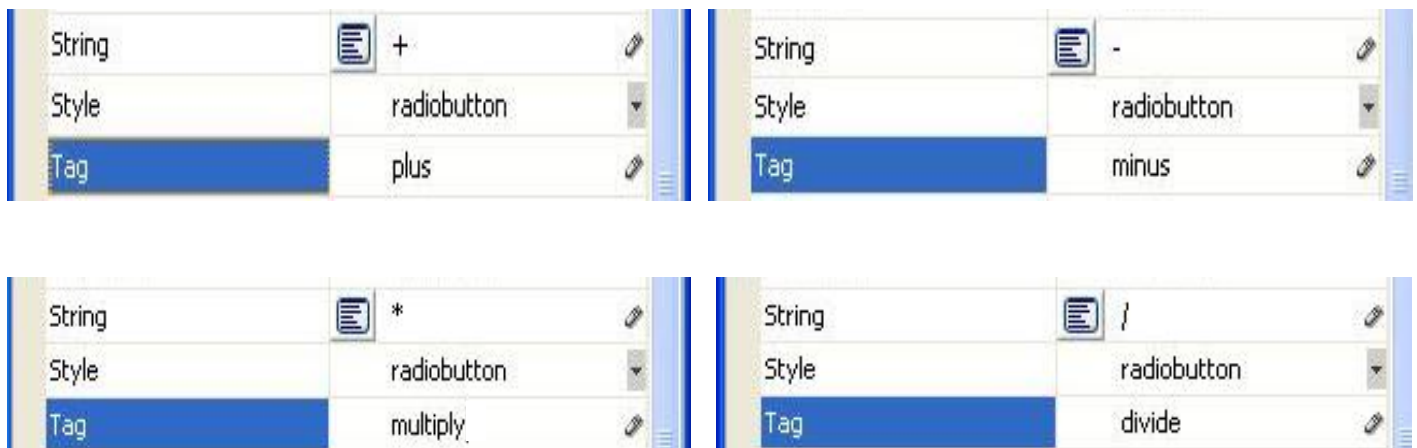 String +
Style radiobutton
Tag plus
String -
Style radiobutton
Tag minus
String *
Style radiobutton
Tag multiply
String /
Style radiobutton
Tag divide